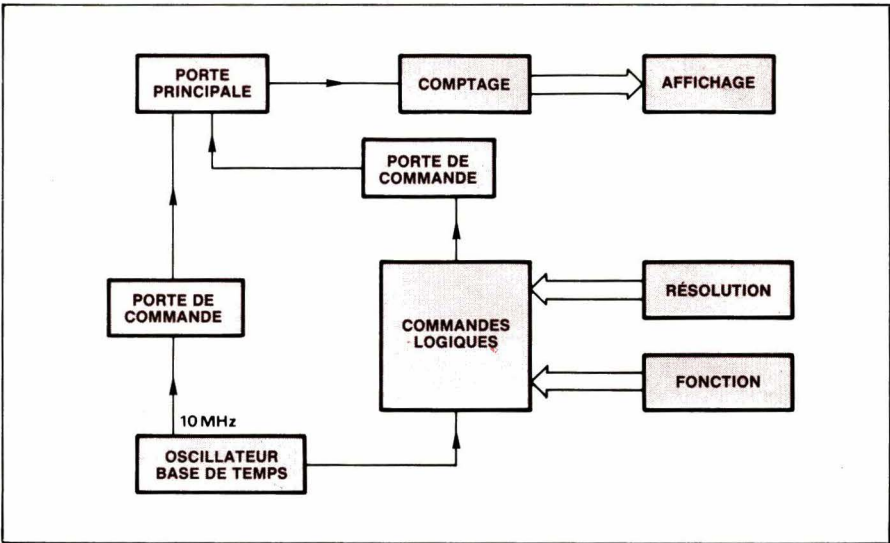 PORTE
PRINCIPALE
COMPTAGE
AFFICHAGE
PORTE DE
COMMANDE
PORTE DE
COMMANDE
COMMANDES
LOGIQUES
RÉSOLUTION
FONCTION
10 MHz
OSCILLATEUR
BASE DE TEMPS